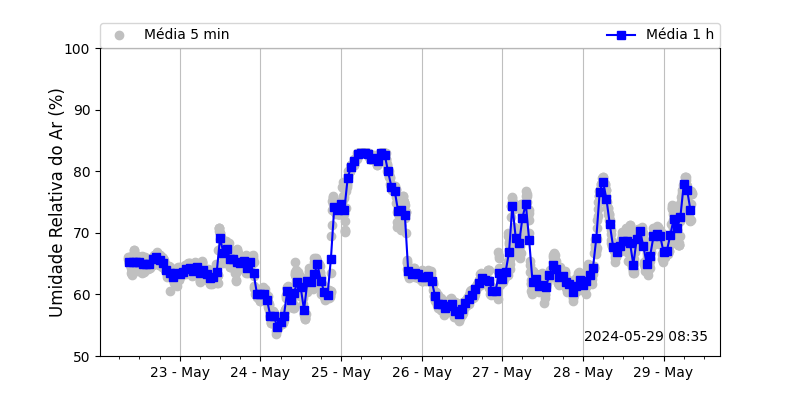 Média 5 min
Média 1 h
Umidade Relativa do Ar (%)
100
90
80
70
60
50
2024-05-29 08:35
23 - May
24 - May
25 - May
26 - May
27 - May
28 - May
29 - May